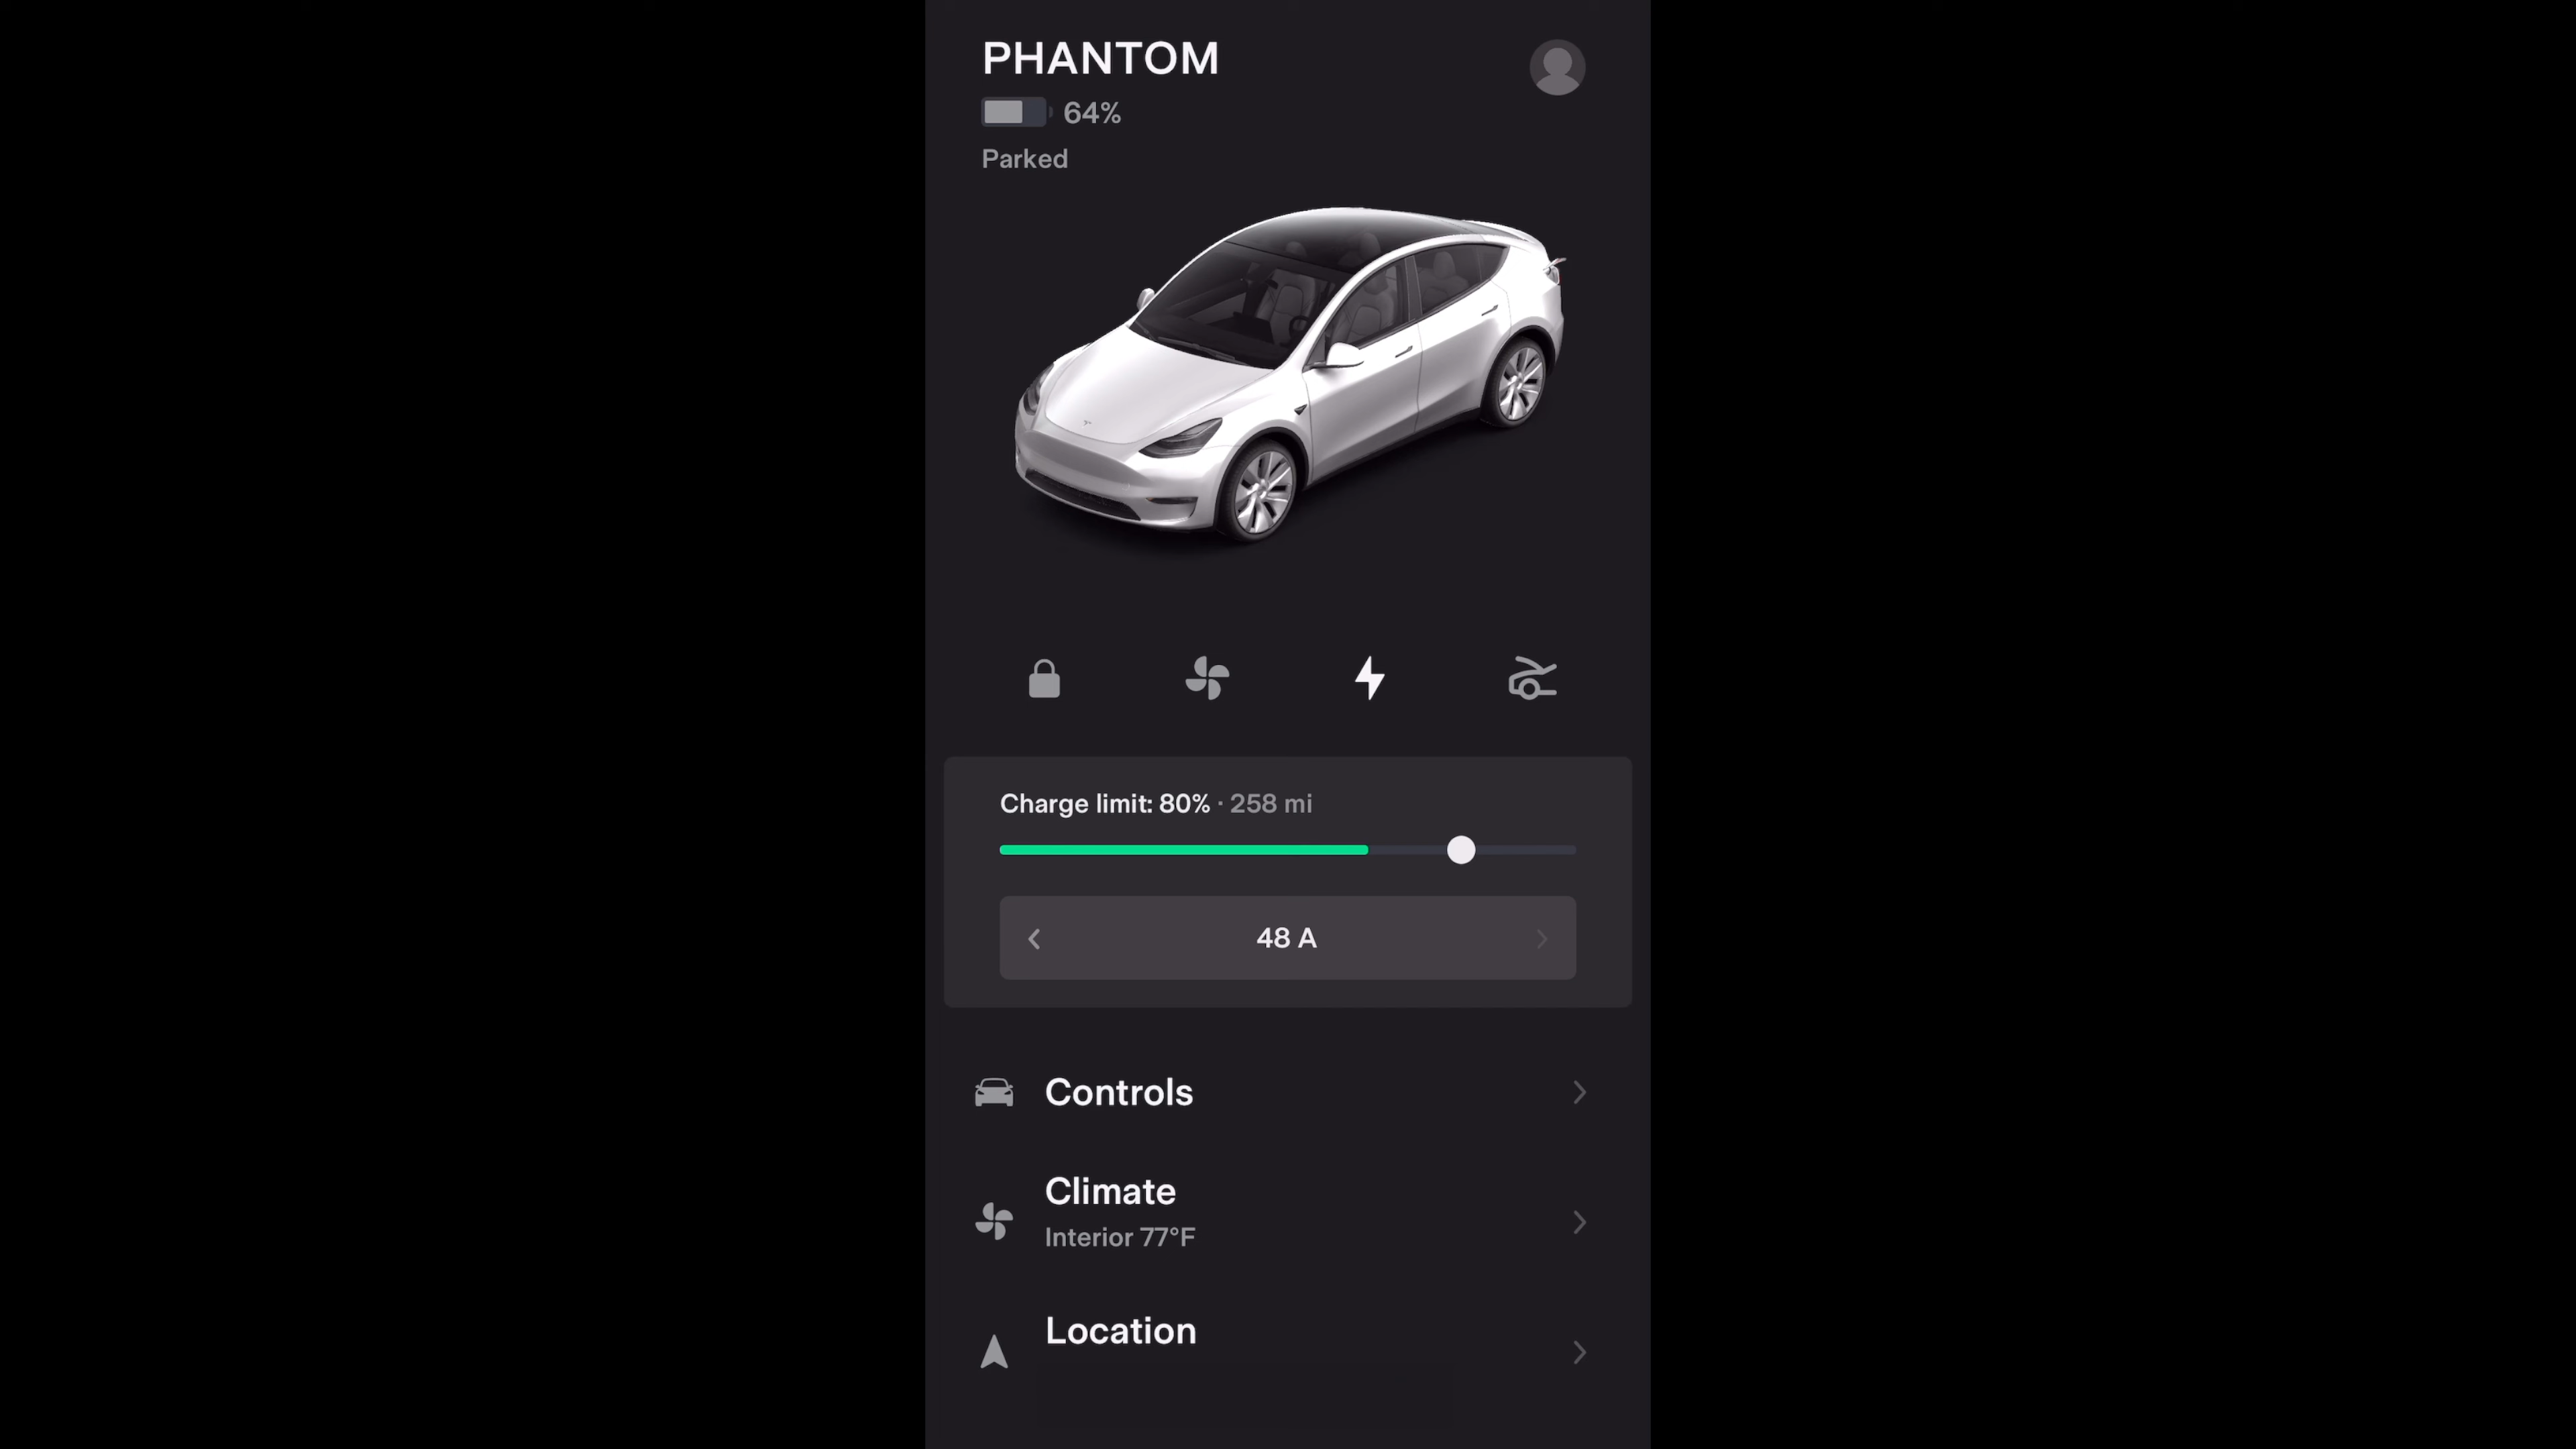 PHANTOM
64%
Parked
Charge limit: 80% · 258 mi
48 A
Controls
Climate
Interior 77°F
Location